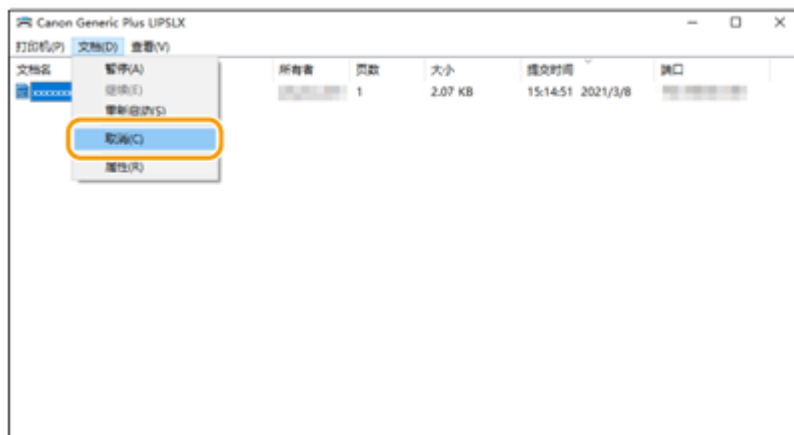 Canon Generic Plus LIPSLX
打印机(P) 文档(D) 查看(V)
文档名 所有者 页数 大小 提交时间 端口
xxxxxxx 1 2.07 KB 15:14:51 2021/3/8
暂停(A)
继续(E)
重新启动(S)
取消(C)
属性(R)